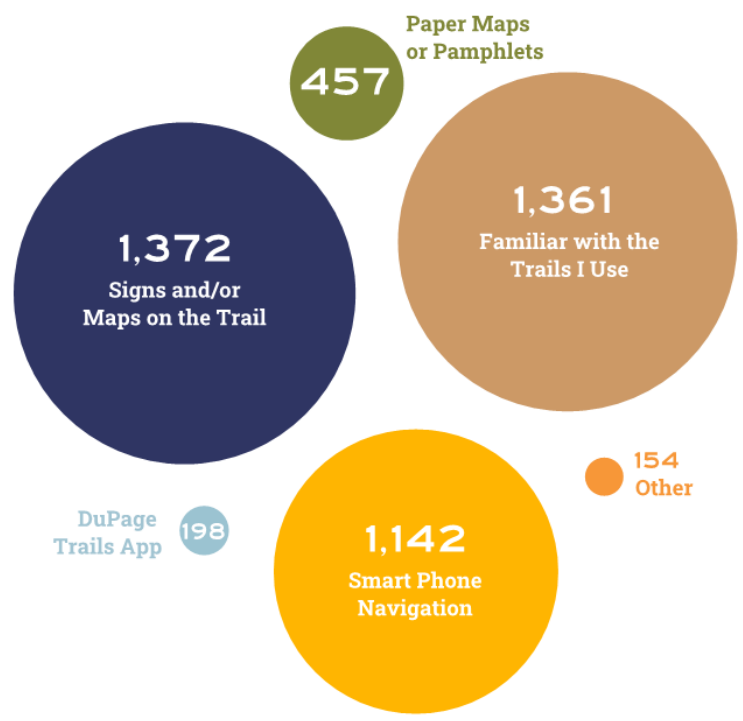 Paper Maps
or Pamphlets
457
1,361
Familiar with the
Trails I Use
1,372
Signs and/or
Maps on the Trail
154
Other
DuPage
Trails App
198
1,142
Smart Phone
Navigation